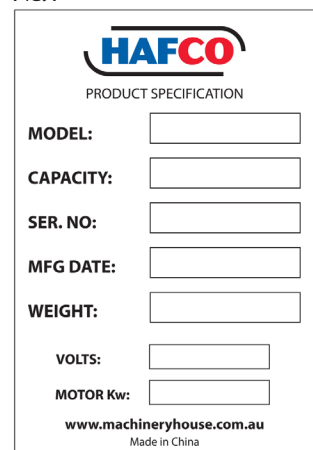 HAFCO
PRODUCT SPECIFICATION
MODEL:
CAPACITY:
SER. NO:
MFG DATE:
WEIGHT:
VOLTS:
MOTOR Kw:
www.machineryhouse.com.au
Made in China